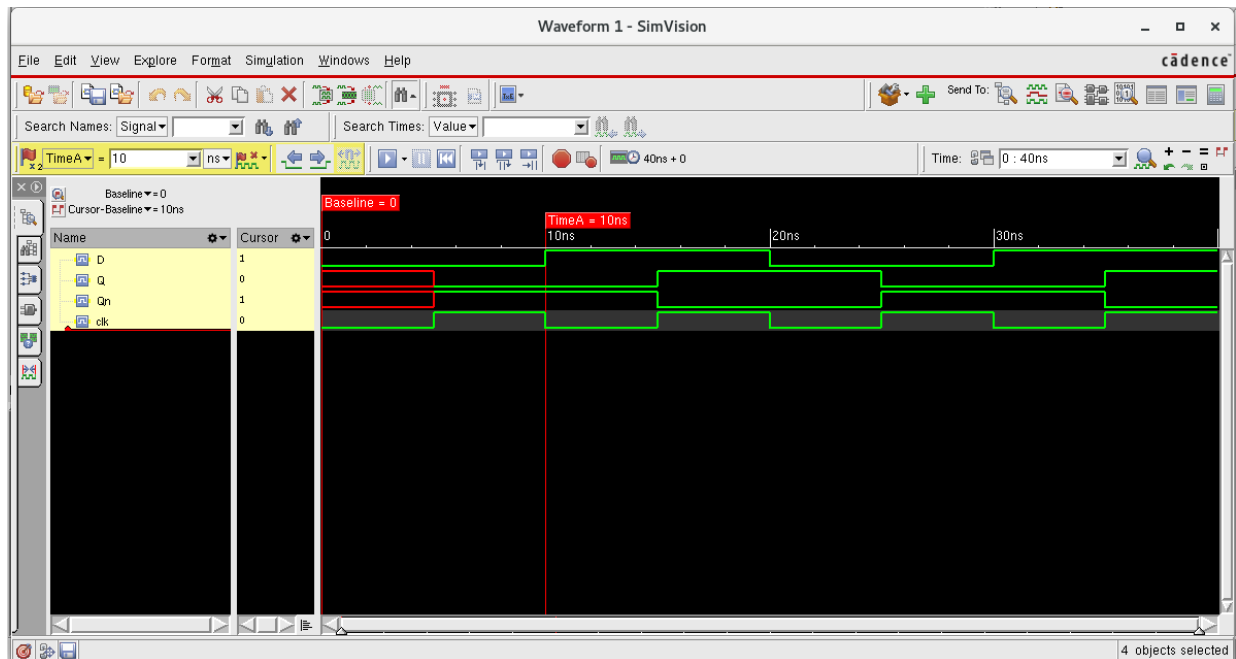 Waveform 1 - SimVision
File Edit View Explore Format Simulation Windows Help
cādence
Send To:
Search Names: Signal
Search Times: Value
x2 TimeA = 10 ns
40ns + 0
Time: 0 : 40ns
Baseline = 0
Cursor-Baseline = 10ns
Baseline = 0
TimeA = 10ns
Name Cursor
0 10ns 20ns 30ns
D 1
Q 0
Qn 1
clk 0
4 objects selected